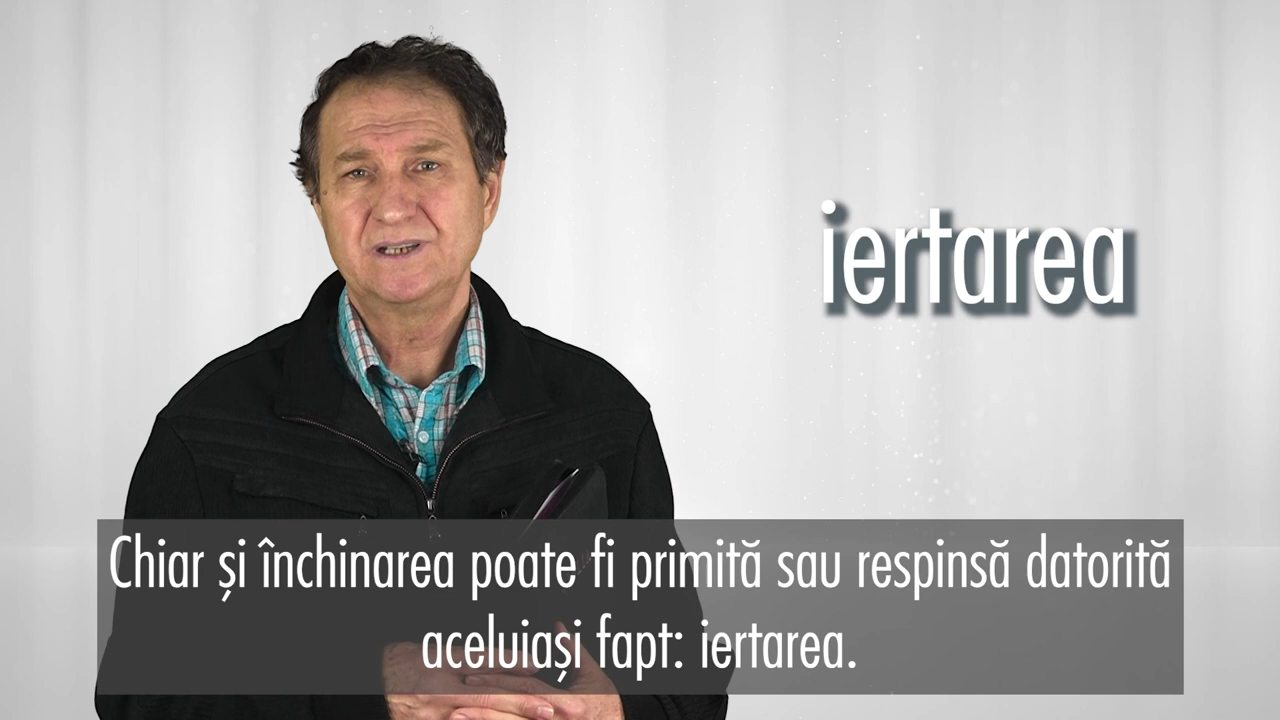 iertarea
Chiar și închinarea poate fi primită sau respinsă datorită
aceluiași fapt: iertarea.